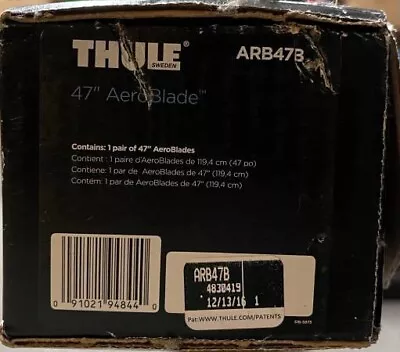 THULE
SWEDEN
ARB47B
47" AeroBlade™
Contains: 1 pair of 47" AeroBlades
Contient : 1 paire d'AeroBlades de 119,4 cm (47 po)
Contiene: 1 par de AeroBlades de 47" (119,4 cm)
Contem: 1 par de AeroBlades de 47" (119,4 cm)
0 91021 94844 0
ARB47B
4830419
12/13/16 1
Pat: WWW.THULE.COM/PATENTS